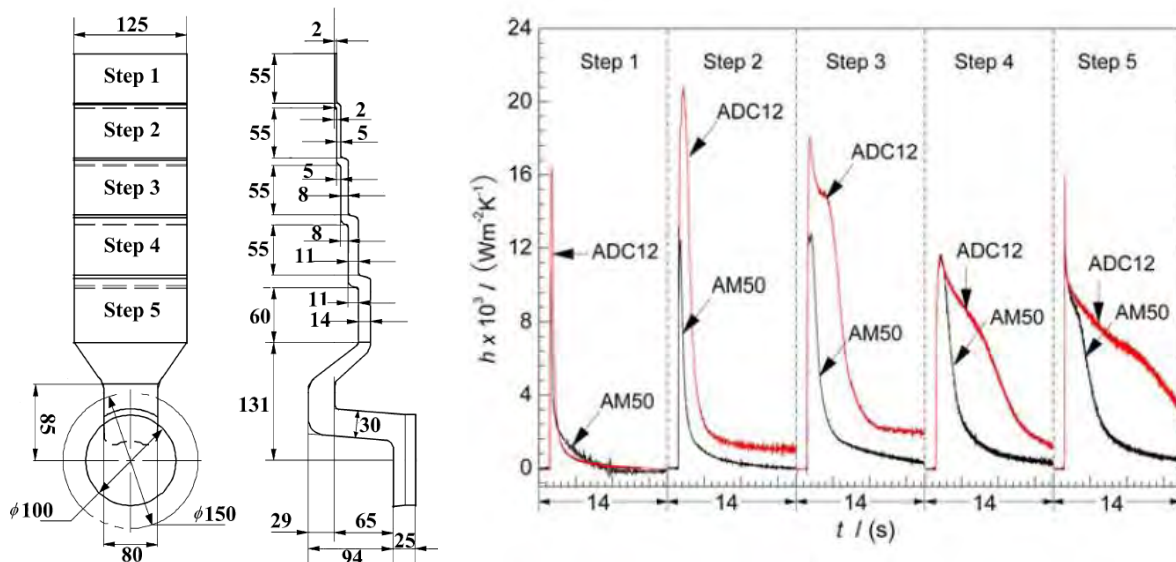 125
Step 1
Step 2
Step 3
Step 4
Step 5
85
ϕ100
ϕ150
80
2
55
2
55
5
5
55
8
8
55
11
11
60
14
131
30
29
65
94
25
24
20
16
12
8
4
0
h x 10³ / (Wm⁻²K⁻¹)
Step 1
Step 2
Step 3
Step 4
Step 5
ADC12
ADC12
ADC12
ADC12
ADC12
AM50
AM50
AM50
AM50
AM50
14
14
14
14
14
t / (s)